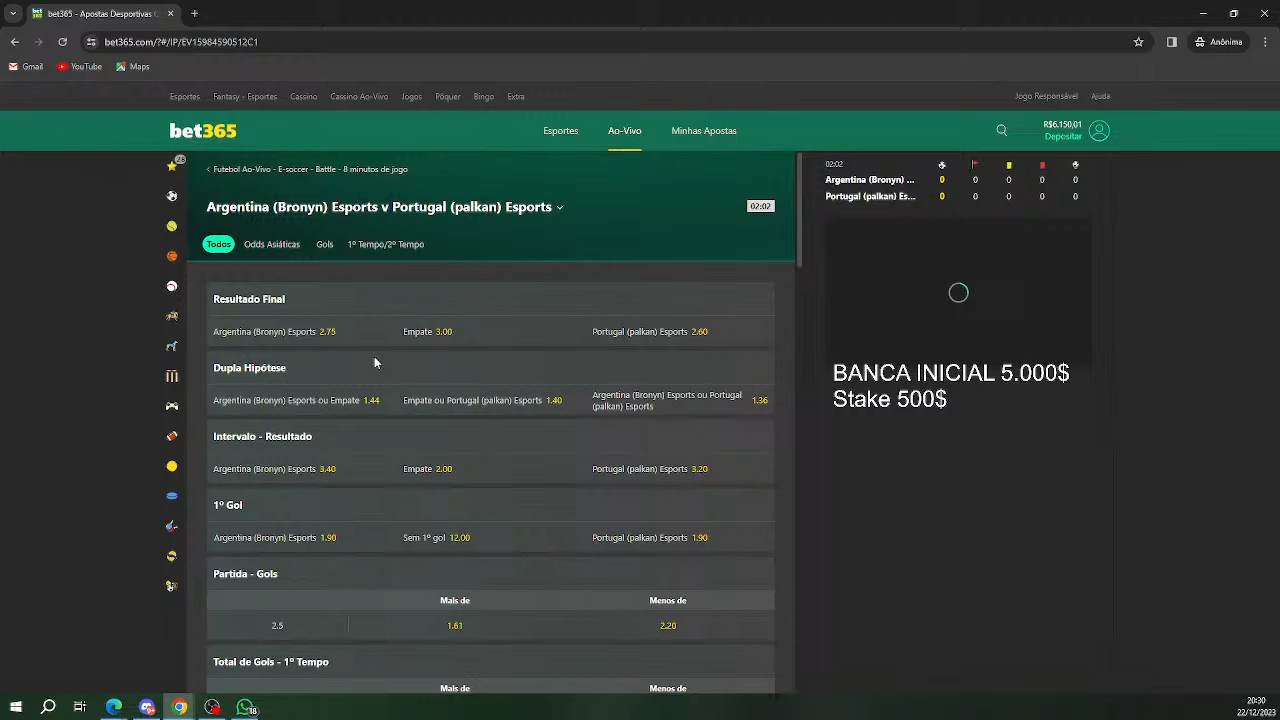 bet365 - Apostas Desportivas O
bet365.com/?#/IP/EV15984590512C1
Anônima
Gmail YouTube Maps
Esportes Fantasy - Esportes Cassino Cassino Ao-Vivo Jogos Pôquer Bingo Extra Jogo Responsável Ajuda
bet365 Esportes Ao-Vivo Minhas Apostas R$6.150,01
Depositar
28
Futebol Ao-Vivo - E-soccer - Battle - 8 minutos de jogo
Argentina (Bronyn) Esports v Portugal (palkan) Esports 02:02
Todos Odds Asiáticas Gols 1º Tempo/2º Tempo
Resultado Final
Argentina (Bronyn) Esports 2.75 Empate 3.00 Portugal (palkan) Esports 2.60
Dupla Hipótese
Argentina (Bronyn) Esports ou Empate 1.44 Empate ou Portugal (palkan) Esports 1.40 Argentina (Bronyn) Esports ou Portugal
(palkan) Esports 1.36
Intervalo - Resultado
Argentina (Bronyn) Esports 3.40 Empate 2.00 Portugal (palkan) Esports 3.20
1º Gol
Argentina (Bronyn) Esports 1.90 Sem 1º gol 12.00 Portugal (palkan) Esports 1.90
Partida - Gols
Mais de Menos de
2.5 1.61 2.20
Total de Gols - 1º Tempo
Mais de Menos de
02:02
Argentina (Bronyn) ... 0 0 0 0 0
Portugal (palkan) Es... 0 0 0 0 0
BANCA INICIAL 5.000$
Stake 500$
18
20:30
22/12/2023